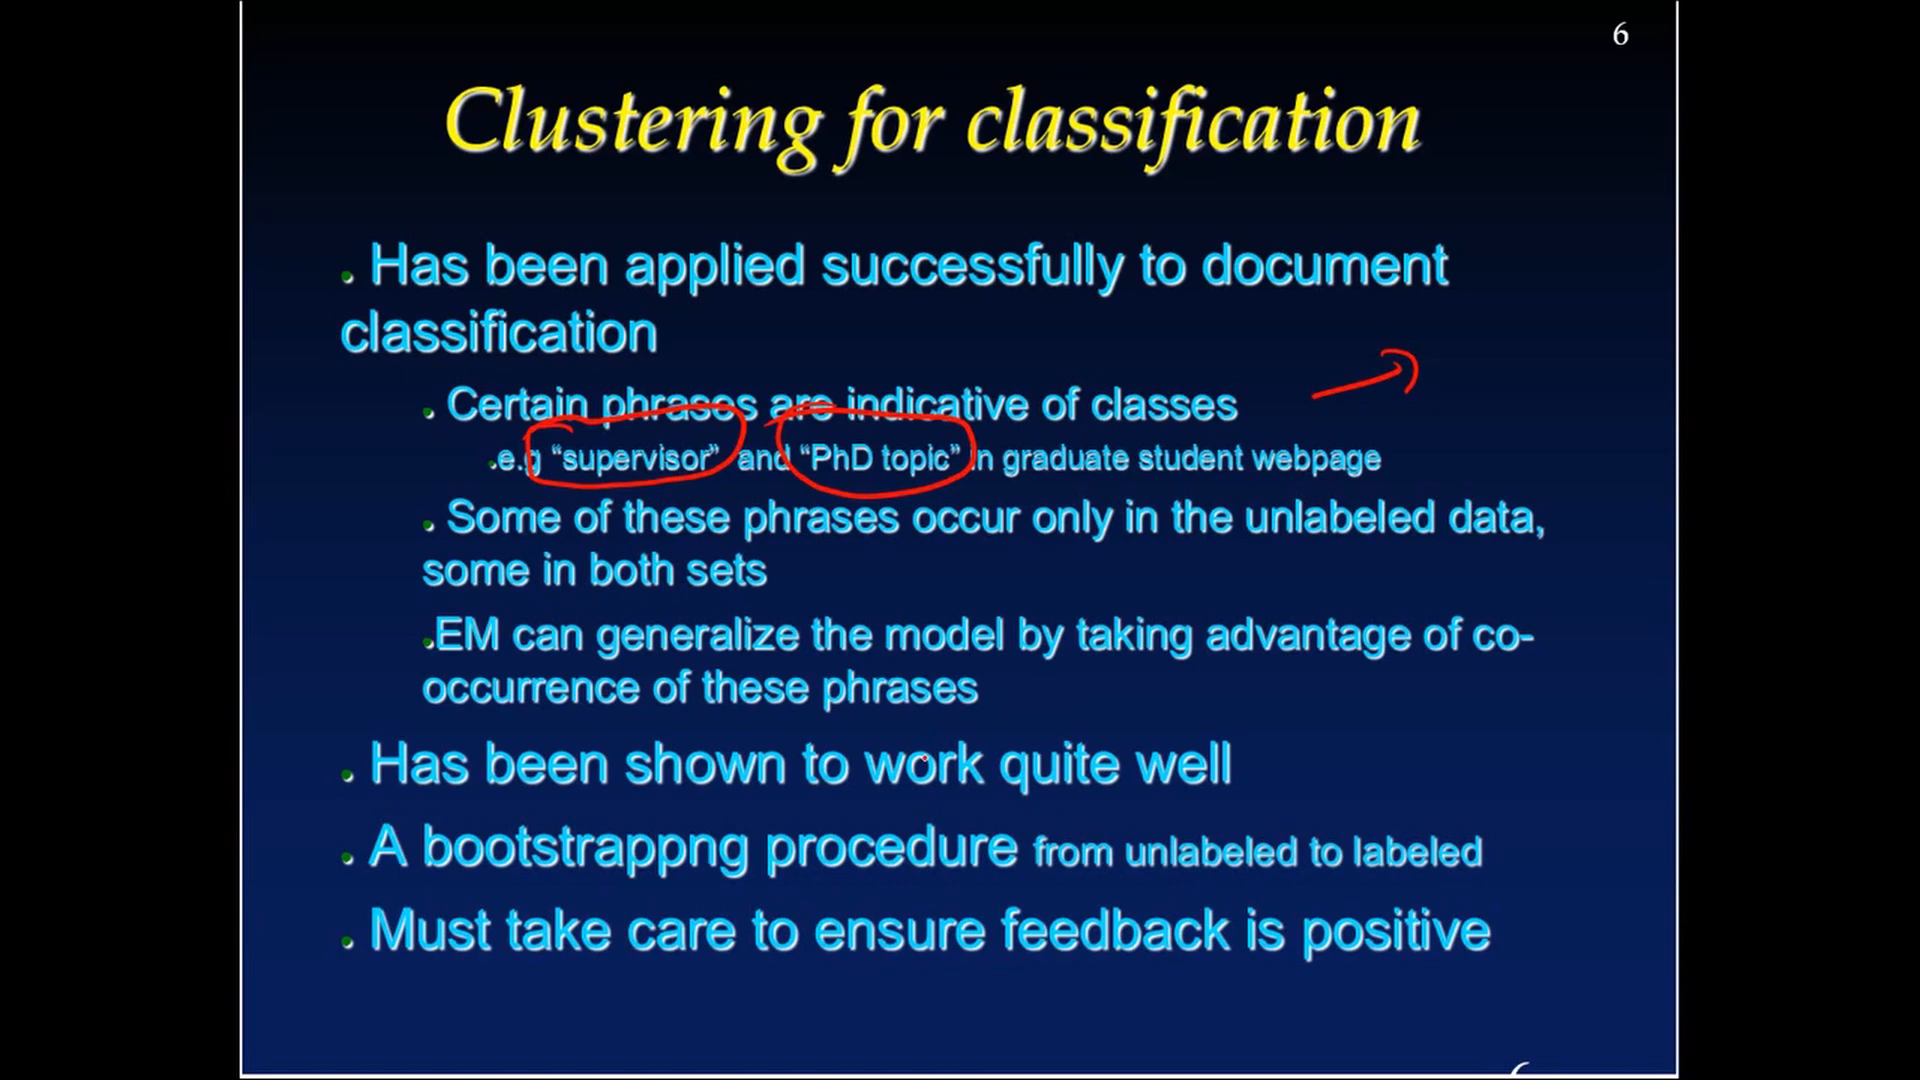 6
Clustering for classification
• Has been applied successfully to document
classification
• Certain phrases are indicative of classes
•e.g “supervisor” and “PhD topic” in graduate student webpage
• Some of these phrases occur only in the unlabeled data,
some in both sets
•EM can generalize the model by taking advantage of co-
occurrence of these phrases
• Has been shown to work quite well
• A bootstrappng procedure from unlabeled to labeled
• Must take care to ensure feedback is positive